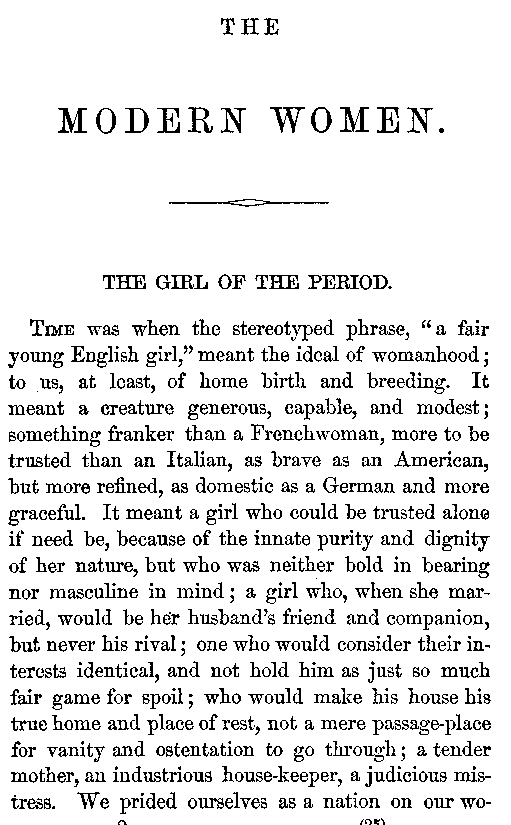 THE
MODERN WOMEN.
THE GIRL OF THE PERIOD.
TIME was when the stereotyped phrase, "a fair
young English girl," meant the ideal of womanhood;
to us, at least, of home birth and breeding. It
meant a creature generous, capable, and modest;
something franker than a Frenchwoman, more to be
trusted than an Italian, as brave as an American,
but more refined, as domestic as a German and more
graceful. It meant a girl who could be trusted alone
if need be, because of the innate purity and dignity
of her nature, but who was neither bold in bearing
nor masculine in mind; a girl who, when she mar-
ried, would be her husband's friend and companion,
but never his rival; one who would consider their in-
terests identical, and not hold him as just so much
fair game for spoil; who would make his house his
true home and place of rest, not a mere passage-place
for vanity and ostentation to go through; a tender
mother, an industrious house-keeper, a judicious mis-
tress. We prided ourselves as a nation on our wo-
2 (25)